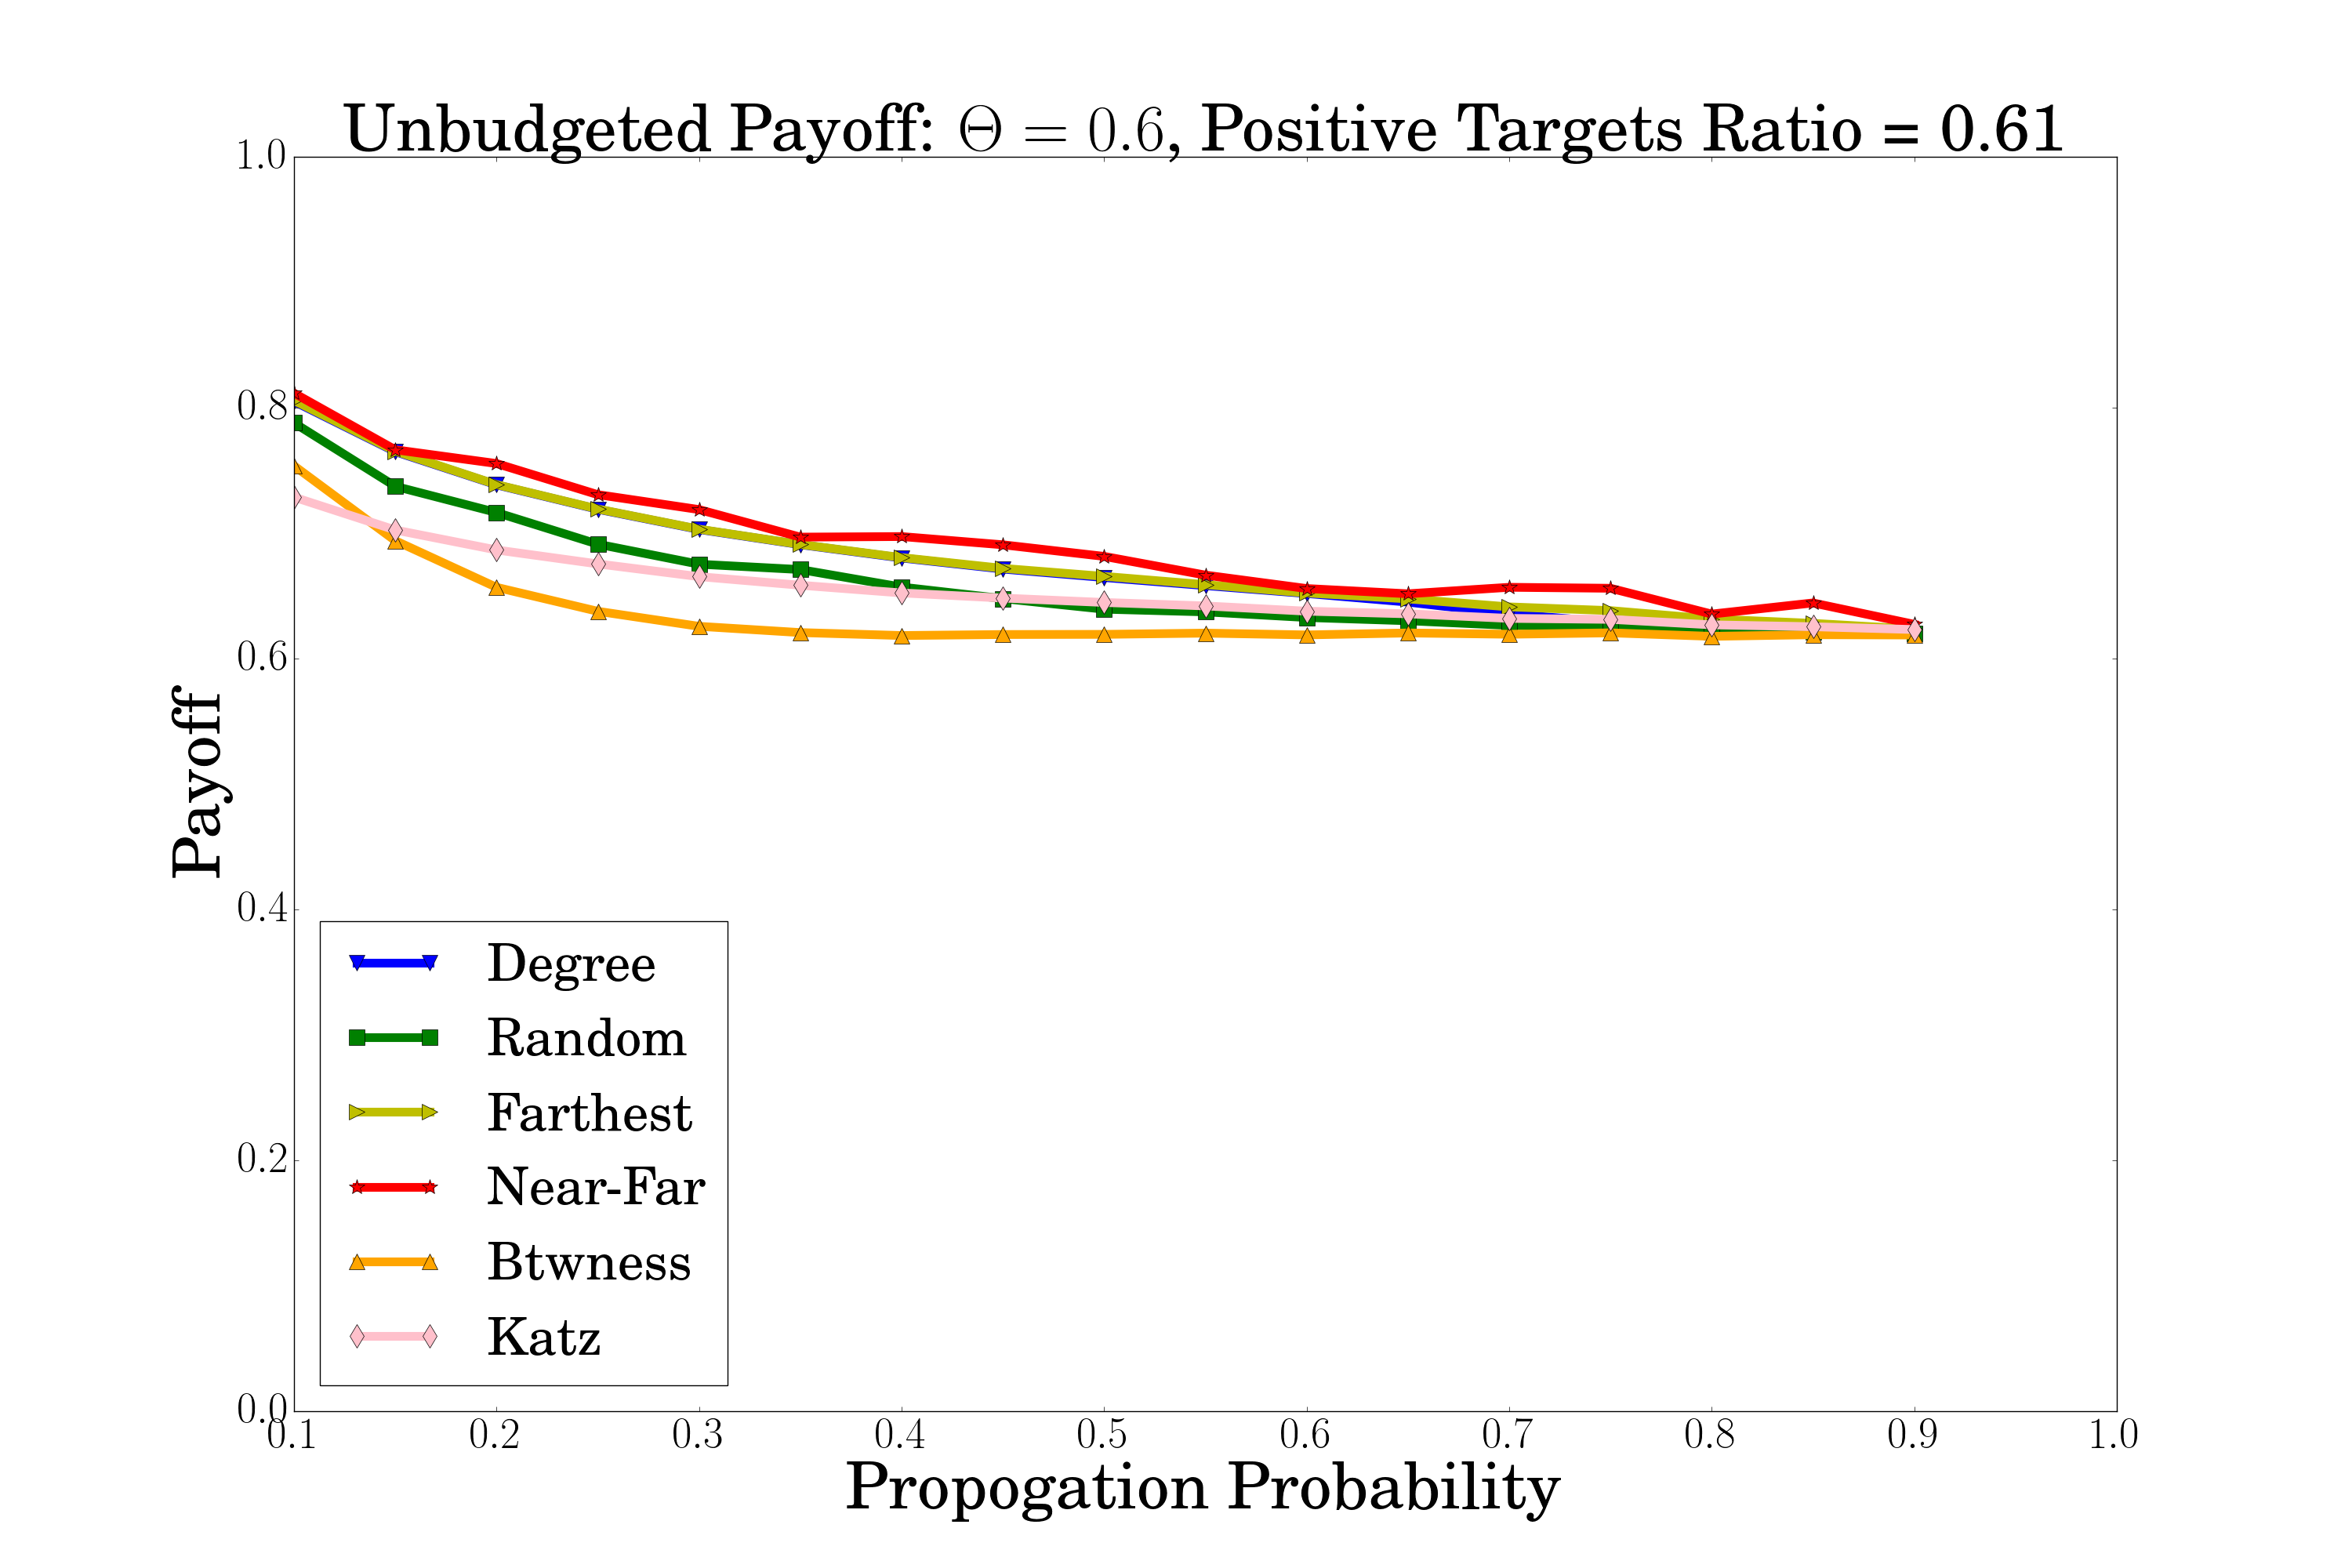 Unbudgeted Payoff: Θ = 0.6, Positive Targets Ratio = 0.61
1.0
0.8
0.6
0.4
0.2
0.0
Payoff
Degree
Random
Farthest
Near-Far
Btwness
Katz
0.1 0.2 0.3 0.4 0.5 0.6 0.7 0.8 0.9 1.0
Propogation Probability